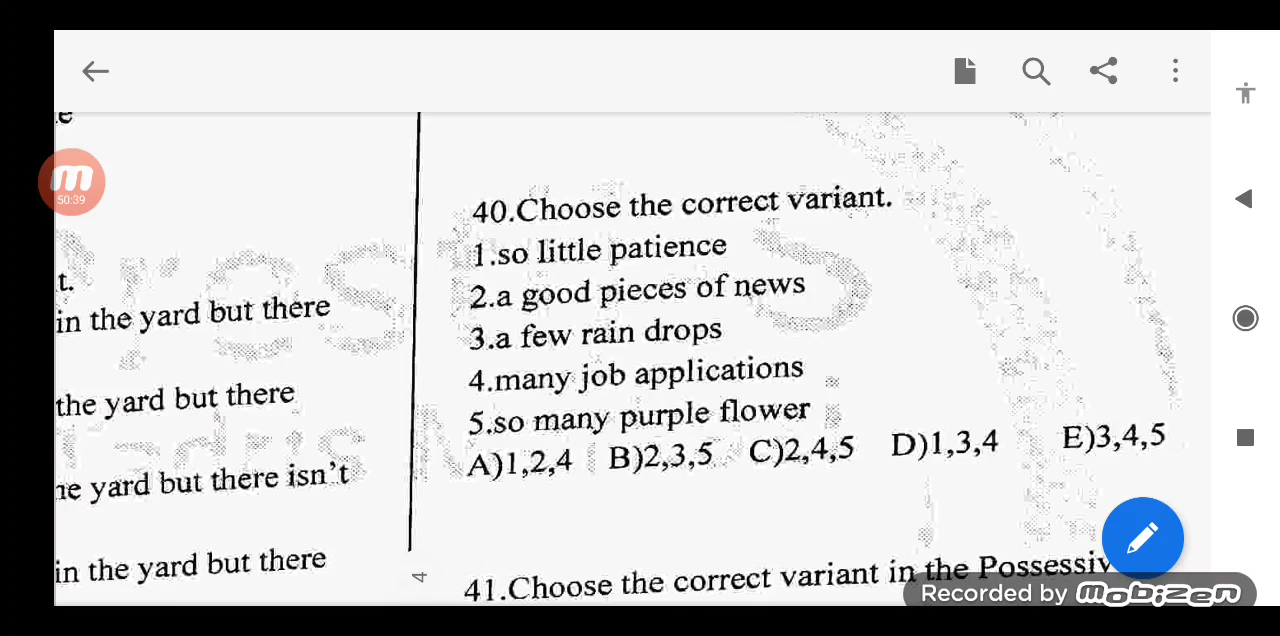 50:39
t.
in the yard but there
the yard but there
yard but there isn't
in the yard but there
40.Choose the correct variant.
1.so little patience
2.a good pieces of news
3.a few rain drops
4.many job applications
5.so many purple flower
A)1,2,4 B)2,3,5 C)2,4,5 D)1,3,4 E)3,4,5
4
41.Choose the correct variant in the
Recorded by mobizen